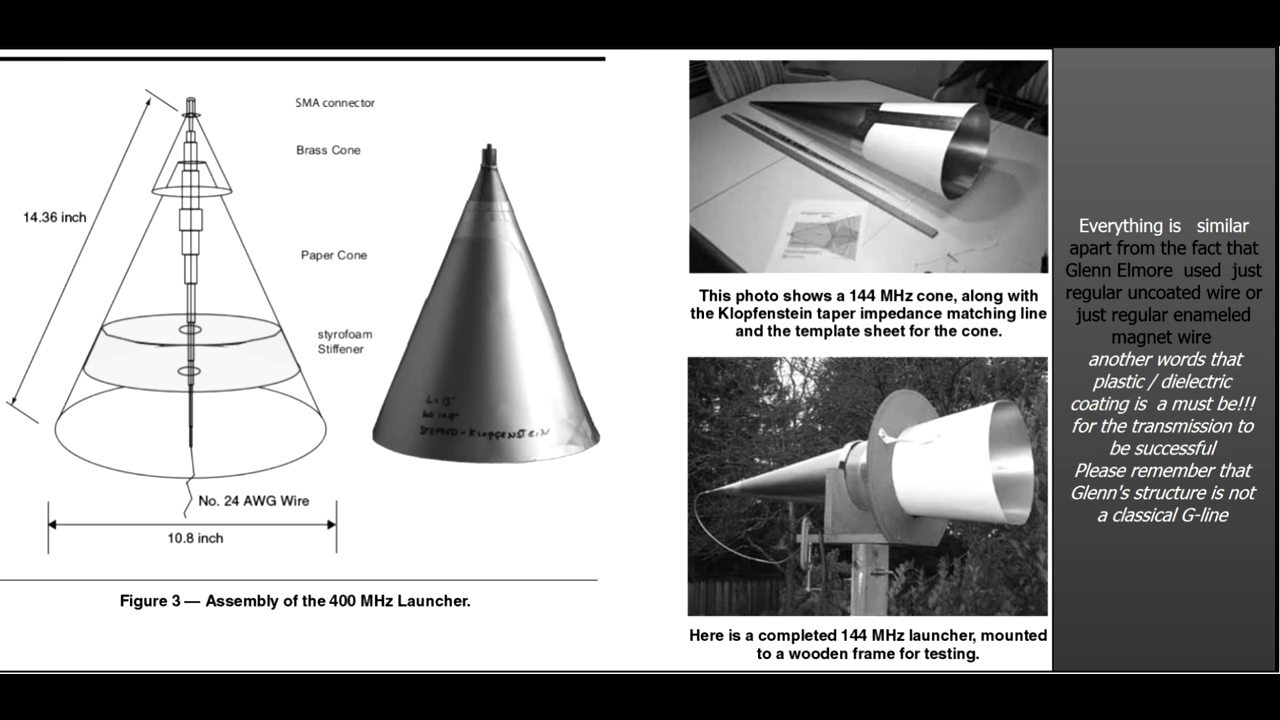 SMA connector
Brass Cone
14.36 inch
Paper Cone
styrofoam
Stiffener
No. 24 AWG Wire
10.8 inch
Figure 3 — Assembly of the 400 MHz Launcher.
This photo shows a 144 MHz cone, along with
the Klopfenstein taper impedance matching line
and the template sheet for the cone.
Here is a completed 144 MHz launcher, mounted
to a wooden frame for testing.
Everything is similar
apart from the fact that
Glenn Elmore used just
regular uncoated wire or
just regular enameled
magnet wire
another words that
plastic / dielectric
coating is a must be!!!
for the transmission to
be successful
Please remember that
Glenn's structure is not
a classical G-line